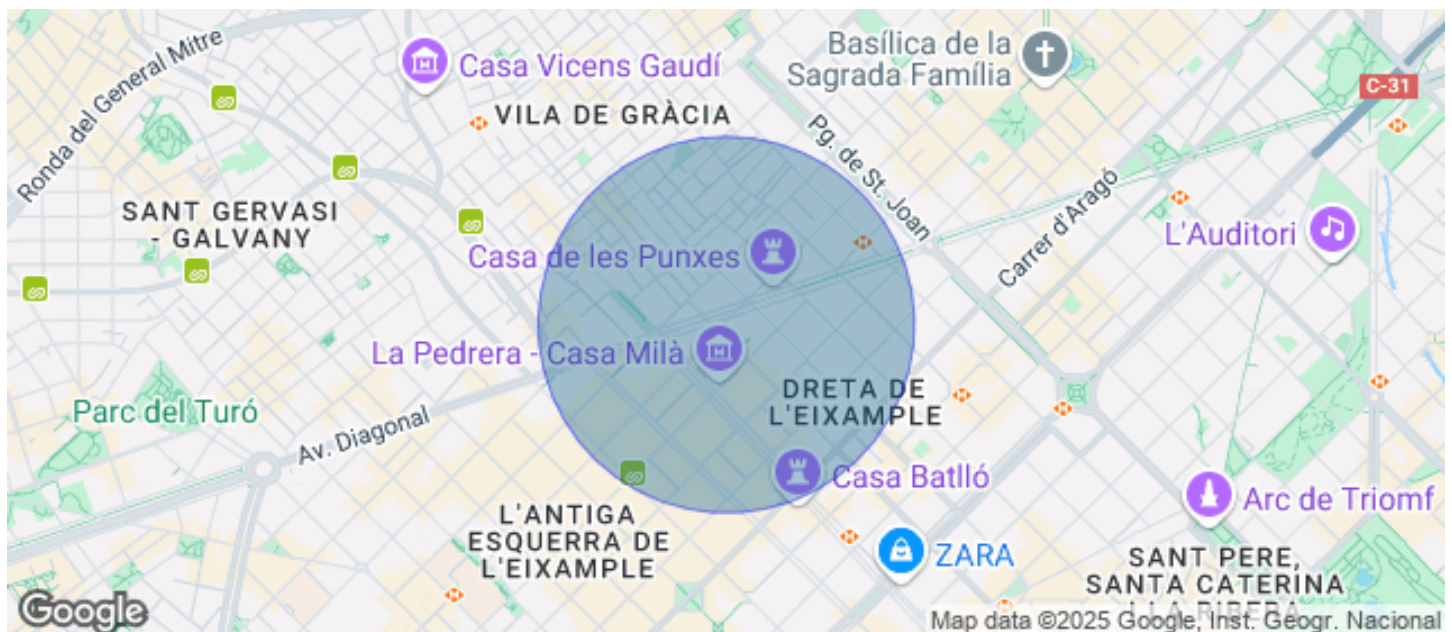 Ronda del General Mitre
Casa Vicens Gaudí
VILA DE GRÀCIA
Basílica de la
Sagrada Família
C-31
Pg. de St. Joan
Carrer d'Aragó
SANT GERVASI
- GALVANY
Casa de les Punxes
L'Auditori
La Pedrera - Casa Milà
DRETA DE
L'EIXAMPLE
Parc del Turó
Av. Diagonal
Casa Batlló
Arc de Triomf
L'ANTIGA
ESQUERRA DE
L'EIXAMPLE
ZARA
SANT PERE,
SANTA CATERINA
I LA RIBERA
Google
Map data ©2025 Google, Inst. Geogr. Nacional